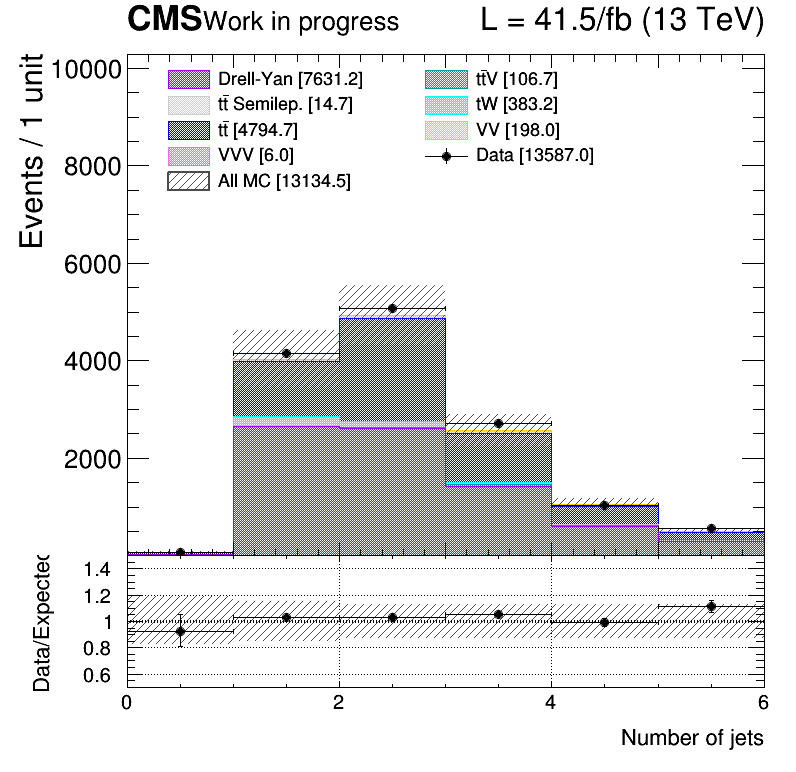 CMS Work in progress L = 41.5/fb (13 TeV)
Events / 1 unit
10000
8000
6000
4000
2000
Drell-Yan [7631.2]
tt̄ Semilep. [14.7]
tt̄ [4794.7]
VVV [6.0]
All MC [13134.5]
tt̄V [106.7]
tW [383.2]
VV [198.0]
Data [13587.0]
Data/Expected
1.4
1.2
1
0.8
0.6
0 2 4 6
Number of jets